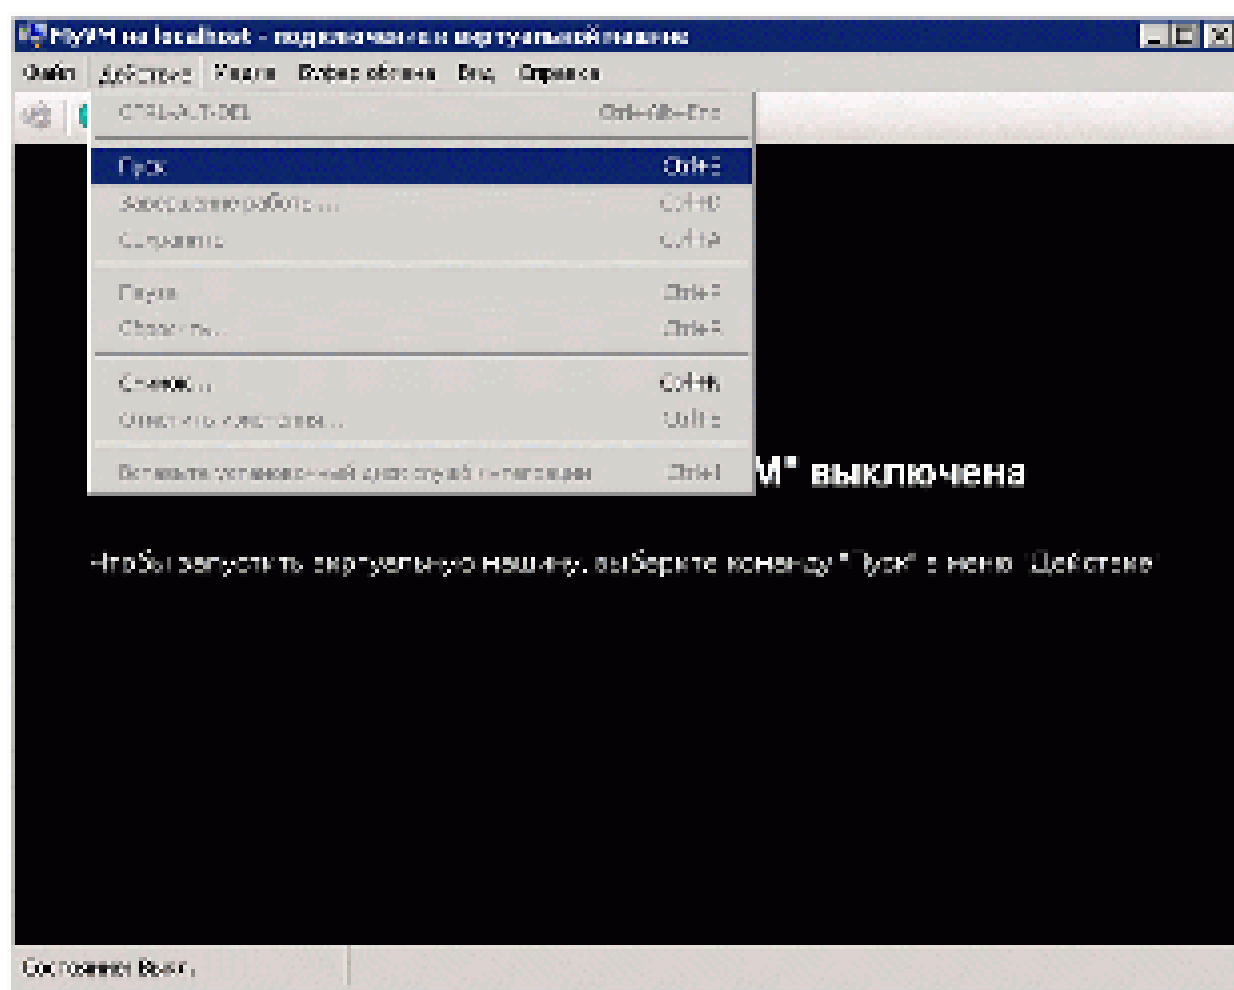 MyVM на localhost - подключение к виртуальной машине
Файл Действие Медиа Буфер обмена Вид Справка
CTRL-ALT-DEL Ctrl+Alt+End
Пуск Ctrl+S
Завершение работы... Ctrl+D
Сохранить Ctrl+A
Пауза Ctrl+P
Сбросить... Ctrl+R
Снимок... Ctrl+N
Отменить изменения... Ctrl+E
Вставьте установочный диск служб интеграции Ctrl+I
М" выключена
Чтобы запустить виртуальную машину, выберите команду "Пуск" в меню "Действие"
Состояние: Выкл.